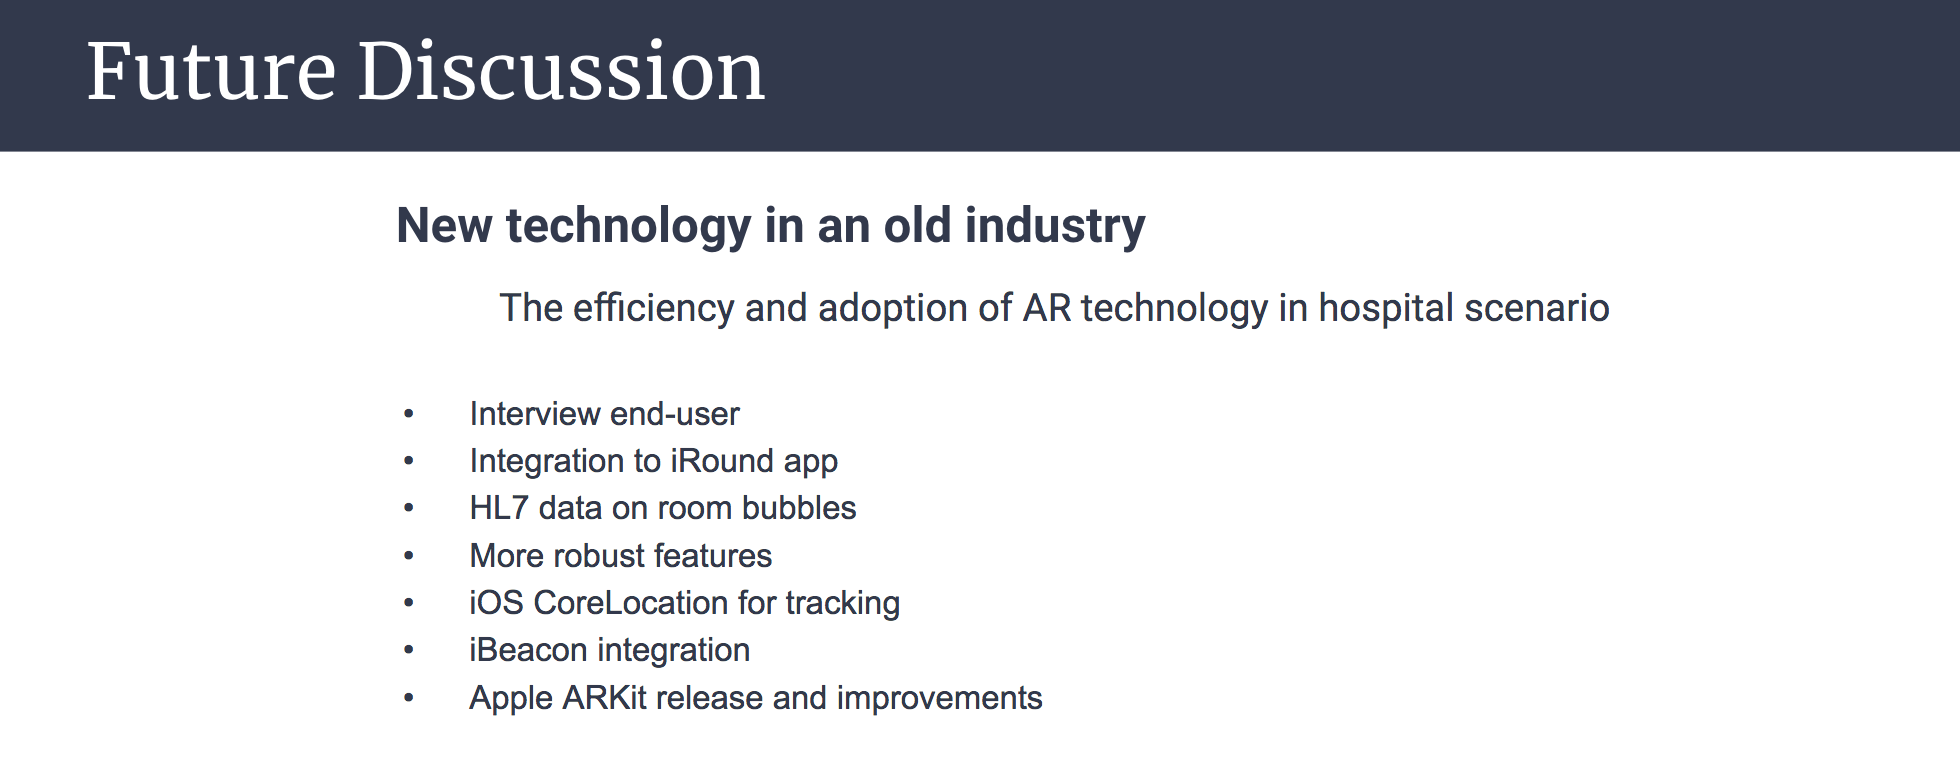 Future Discussion
New technology in an old industry
The efficiency and adoption of AR technology in hospital scenario
• Interview end-user
• Integration to iRound app
• HL7 data on room bubbles
• More robust features
• iOS CoreLocation for tracking
• iBeacon integration
• Apple ARKit release and improvements